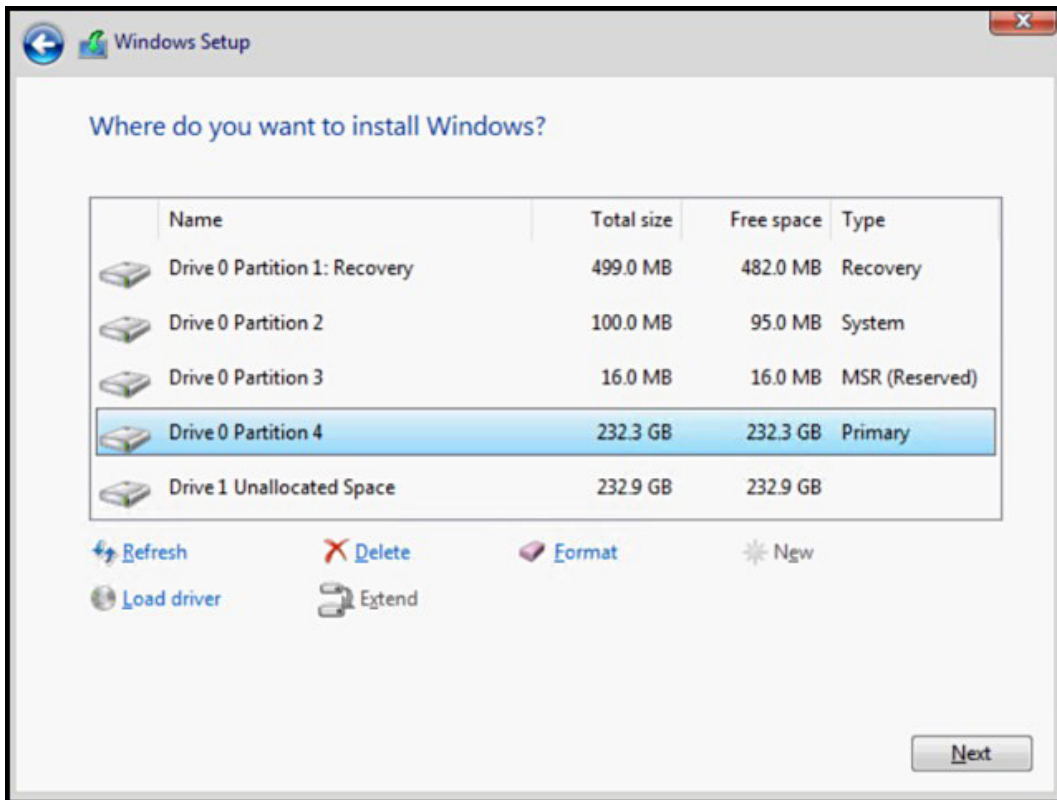 Windows Setup
Where do you want to install Windows?
Name Total size Free space Type
Drive 0 Partition 1: Recovery 499.0 MB 482.0 MB Recovery
Drive 0 Partition 2 100.0 MB 95.0 MB System
Drive 0 Partition 3 16.0 MB 16.0 MB MSR (Reserved)
Drive 0 Partition 4 232.3 GB 232.3 GB Primary
Drive 1 Unallocated Space 232.9 GB 232.9 GB
Refresh Delete Format New
Load driver Extend
Next